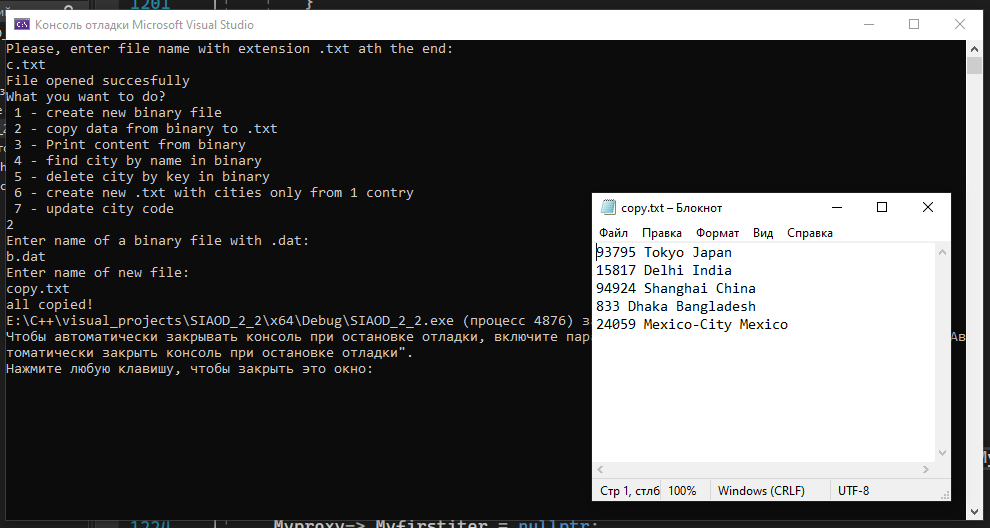 1201
}
Консоль отладки Microsoft Visual Studio
Please, enter file name with extension .txt ath the end:
c.txt
File opened succesfully
What you want to do?
1 - create new binary file
2 - copy data from binary to .txt
3 - Print content from binary
4 - find city by name in binary
5 - delete city by key in binary
6 - create new .txt with cities only from 1 contry
7 - update city code
2
Enter name of a binary file with .dat:
b.dat
Enter name of new file:
copy.txt
all copied!
E:\C++\visual_projects\SIAOD_2_2\x64\Debug\SIAOD_2_2.exe (процесс 4876) з
Чтобы автоматически закрывать консоль при остановке отладки, включите пар
Ав
томатически закрыть консоль при остановке отладки".
Нажмите любую клавишу, чтобы закрыть это окно:
copy.txt – Блокнот
Файл Правка Формат Вид Справка
93795 Tokyo Japan
15817 Delhi India
94924 Shanghai China
833 Dhaka Bangladesh
24059 Mexico-City Mexico
Стр 1, стлб 100% Windows (CRLF) UTF-8
1220 _Myproxy->_Myfirstiter = nullptr;